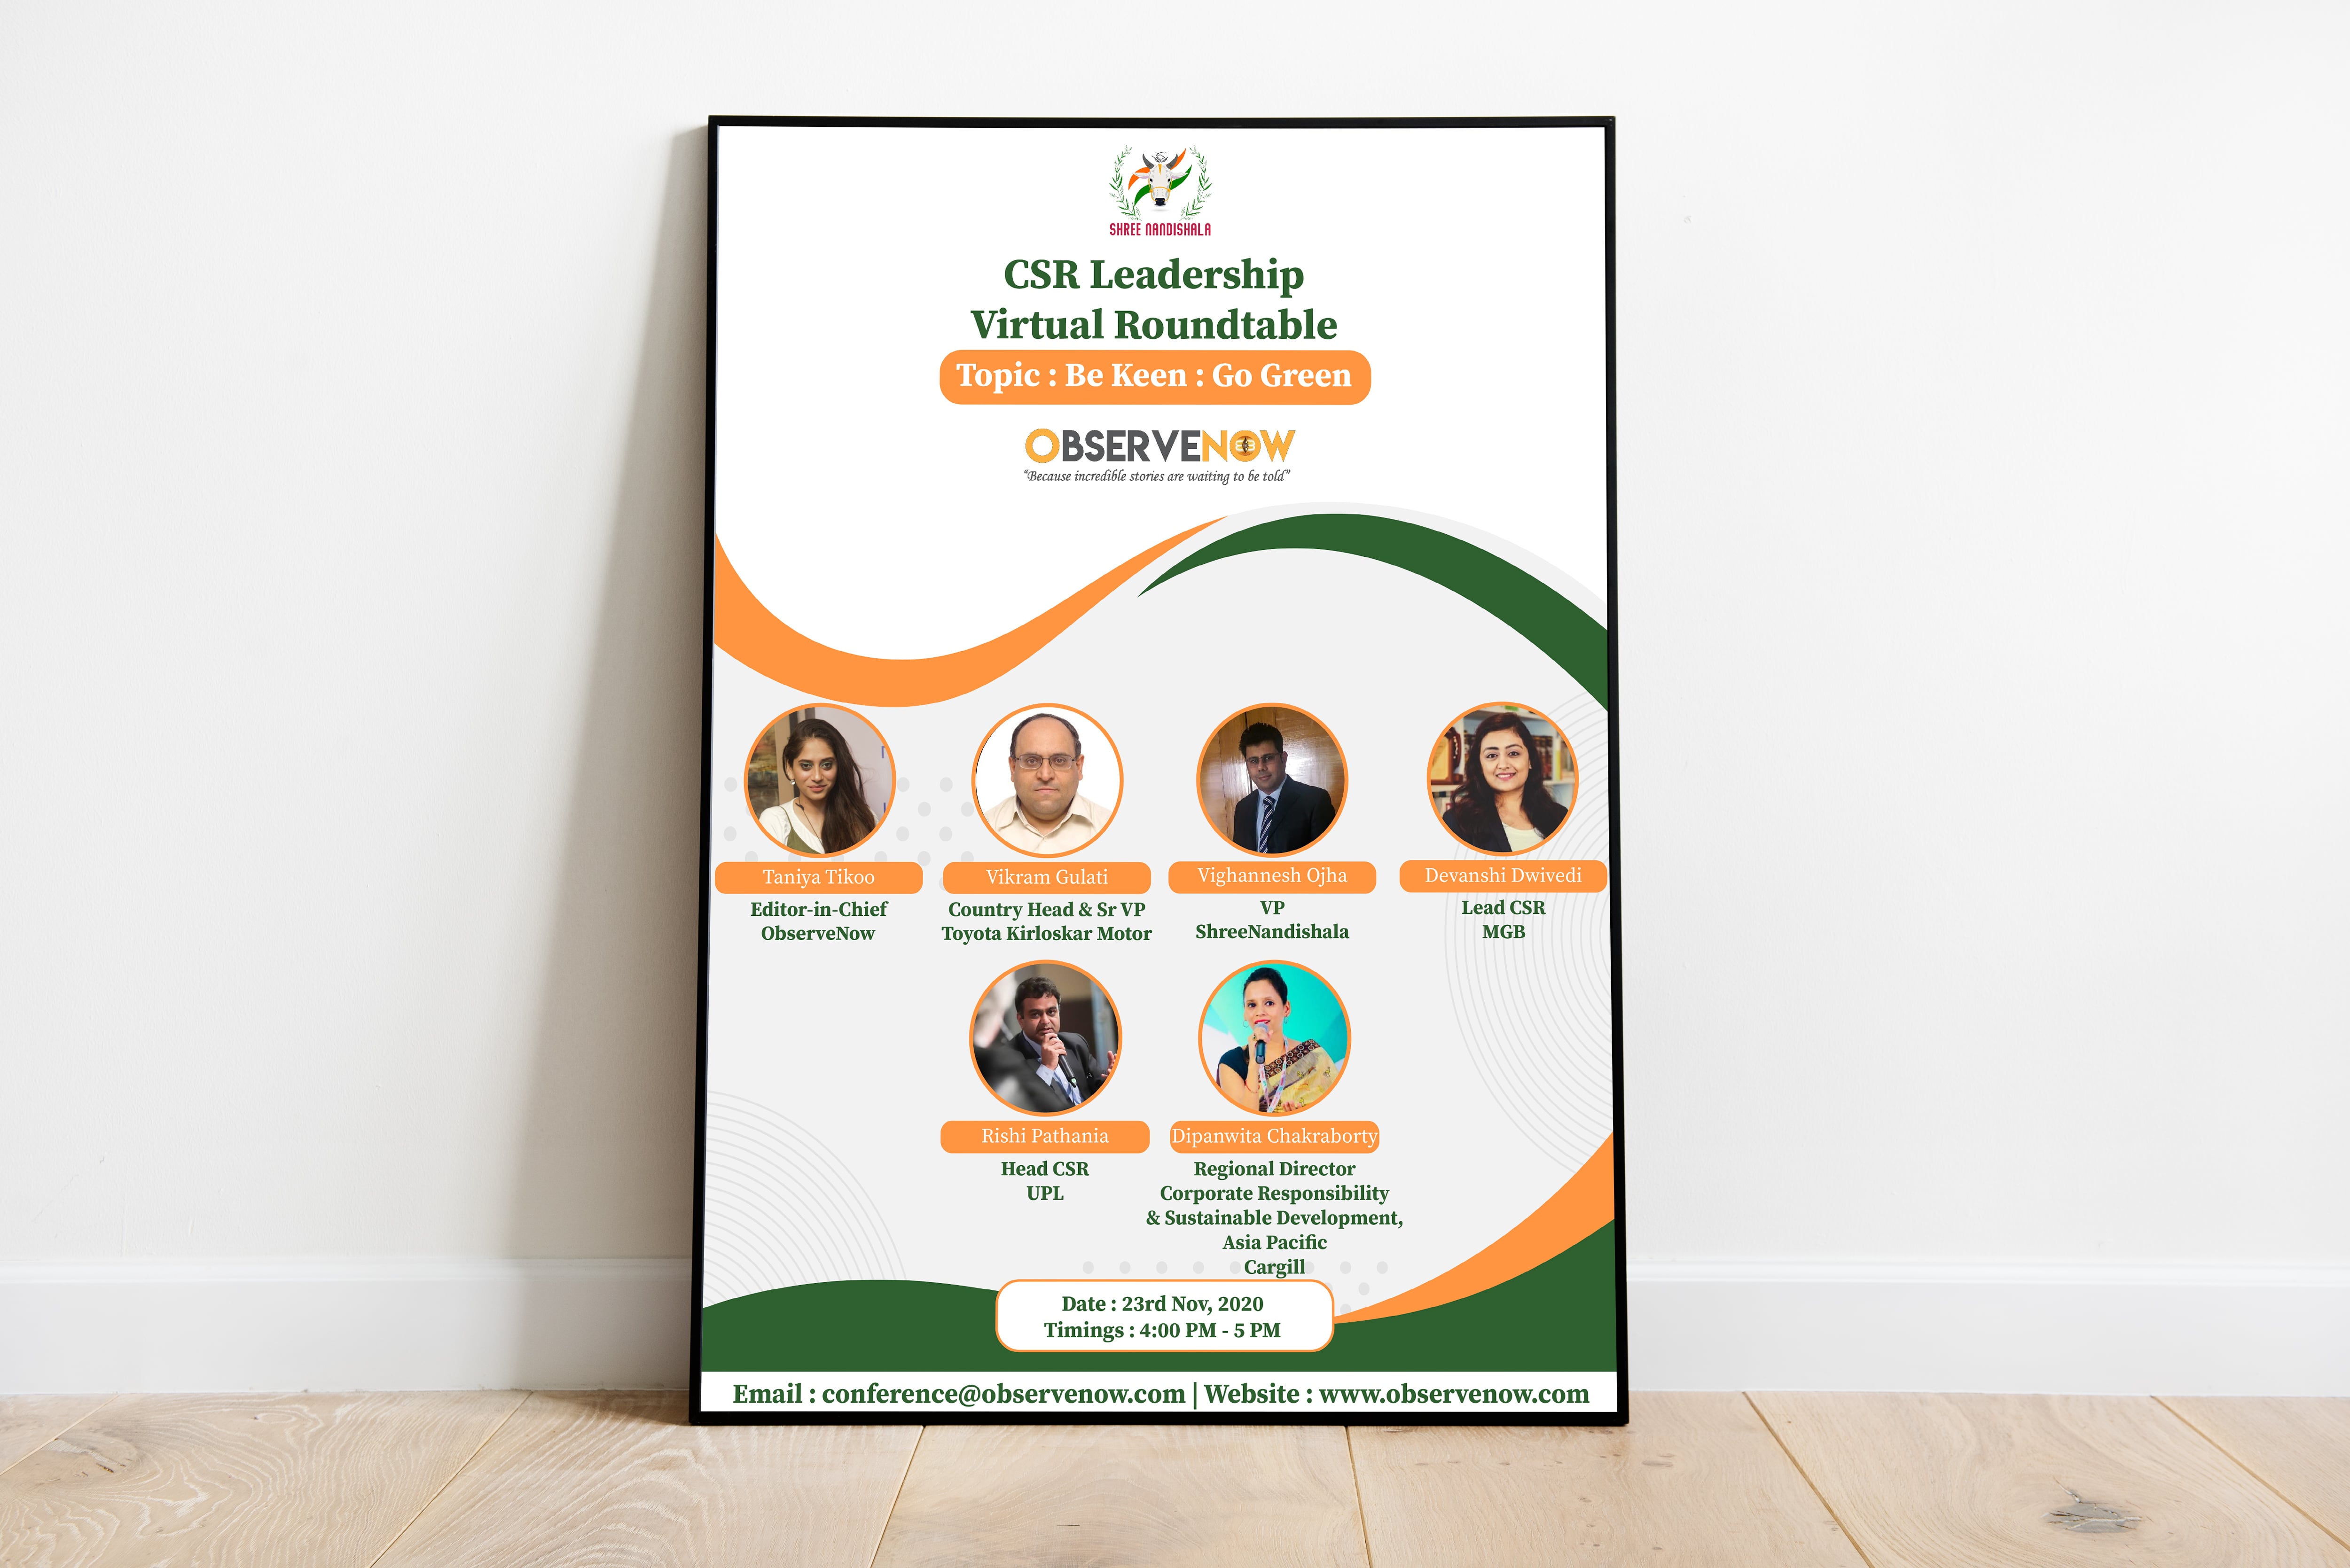 SHREE NANDISHALA
CSR Leadership
Virtual Roundtable
Topic : Be Keen : Go Green
OBSERVENOW
“Because incredible stories are waiting to be told”
Taniya Tikoo
Editor-in-Chief
ObserveNow
Vikram Gulati
Country Head & Sr VP
Toyota Kirloskar Motor
Vighannesh Ojha
VP
ShreeNandishala
Devanshi Dwivedi
Lead CSR
MGB
Rishi Pathania
Head CSR
UPL
Dipanwita Chakraborty
Regional Director
Corporate Responsibility
& Sustainable Development,
Asia Pacific
Cargill
Date : 23rd Nov, 2020
Timings : 4:00 PM - 5 PM
Email : conference@observenow.com | Website : www.observenow.com